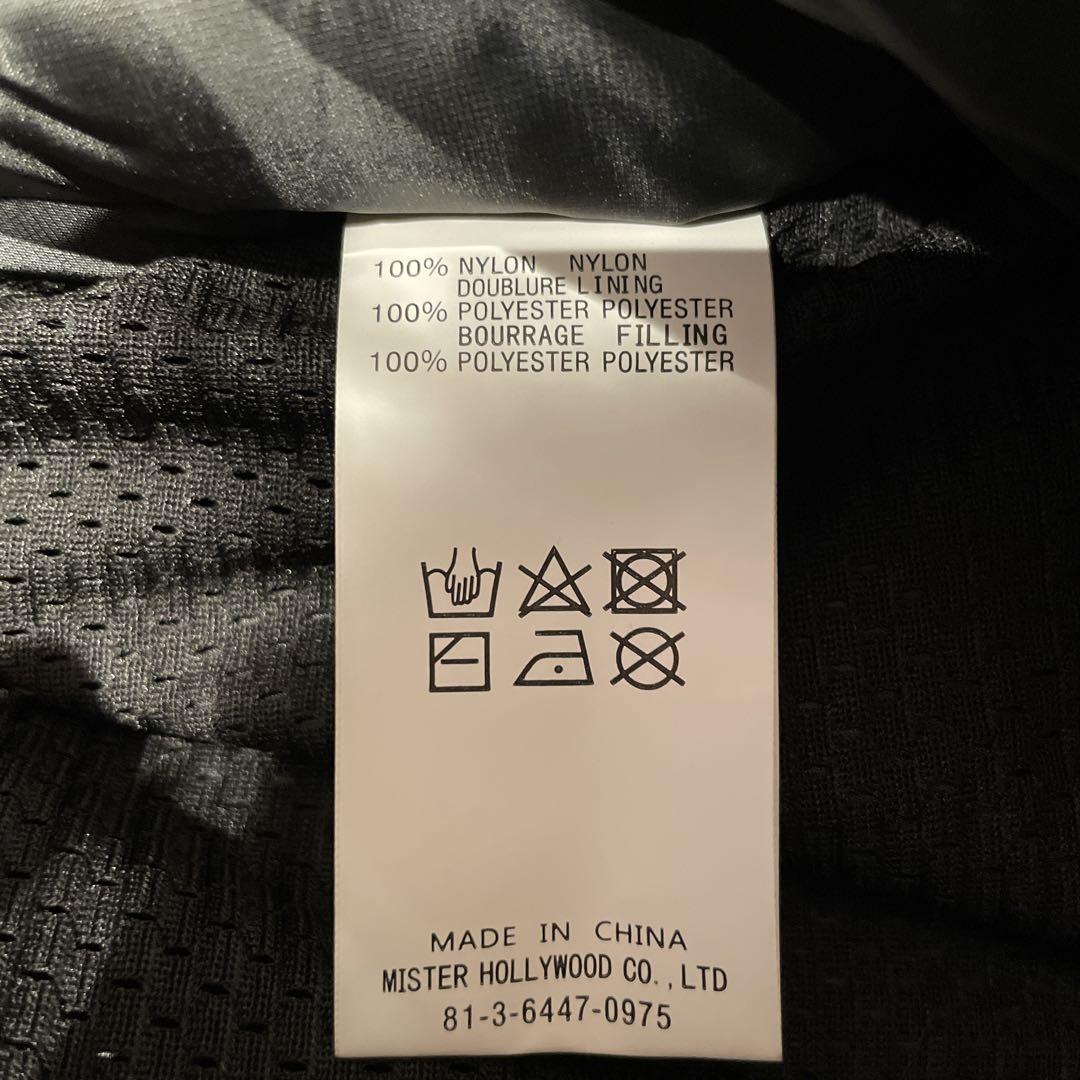 100% NYLON NYLON
DOUBLURE LINING
100% POLYESTER POLYESTER
BOURRAGE FILLING
100% POLYESTER POLYESTER
MADE IN CHINA
MISTER HOLLYWOOD CO.,LTD
81-3-6447-0975